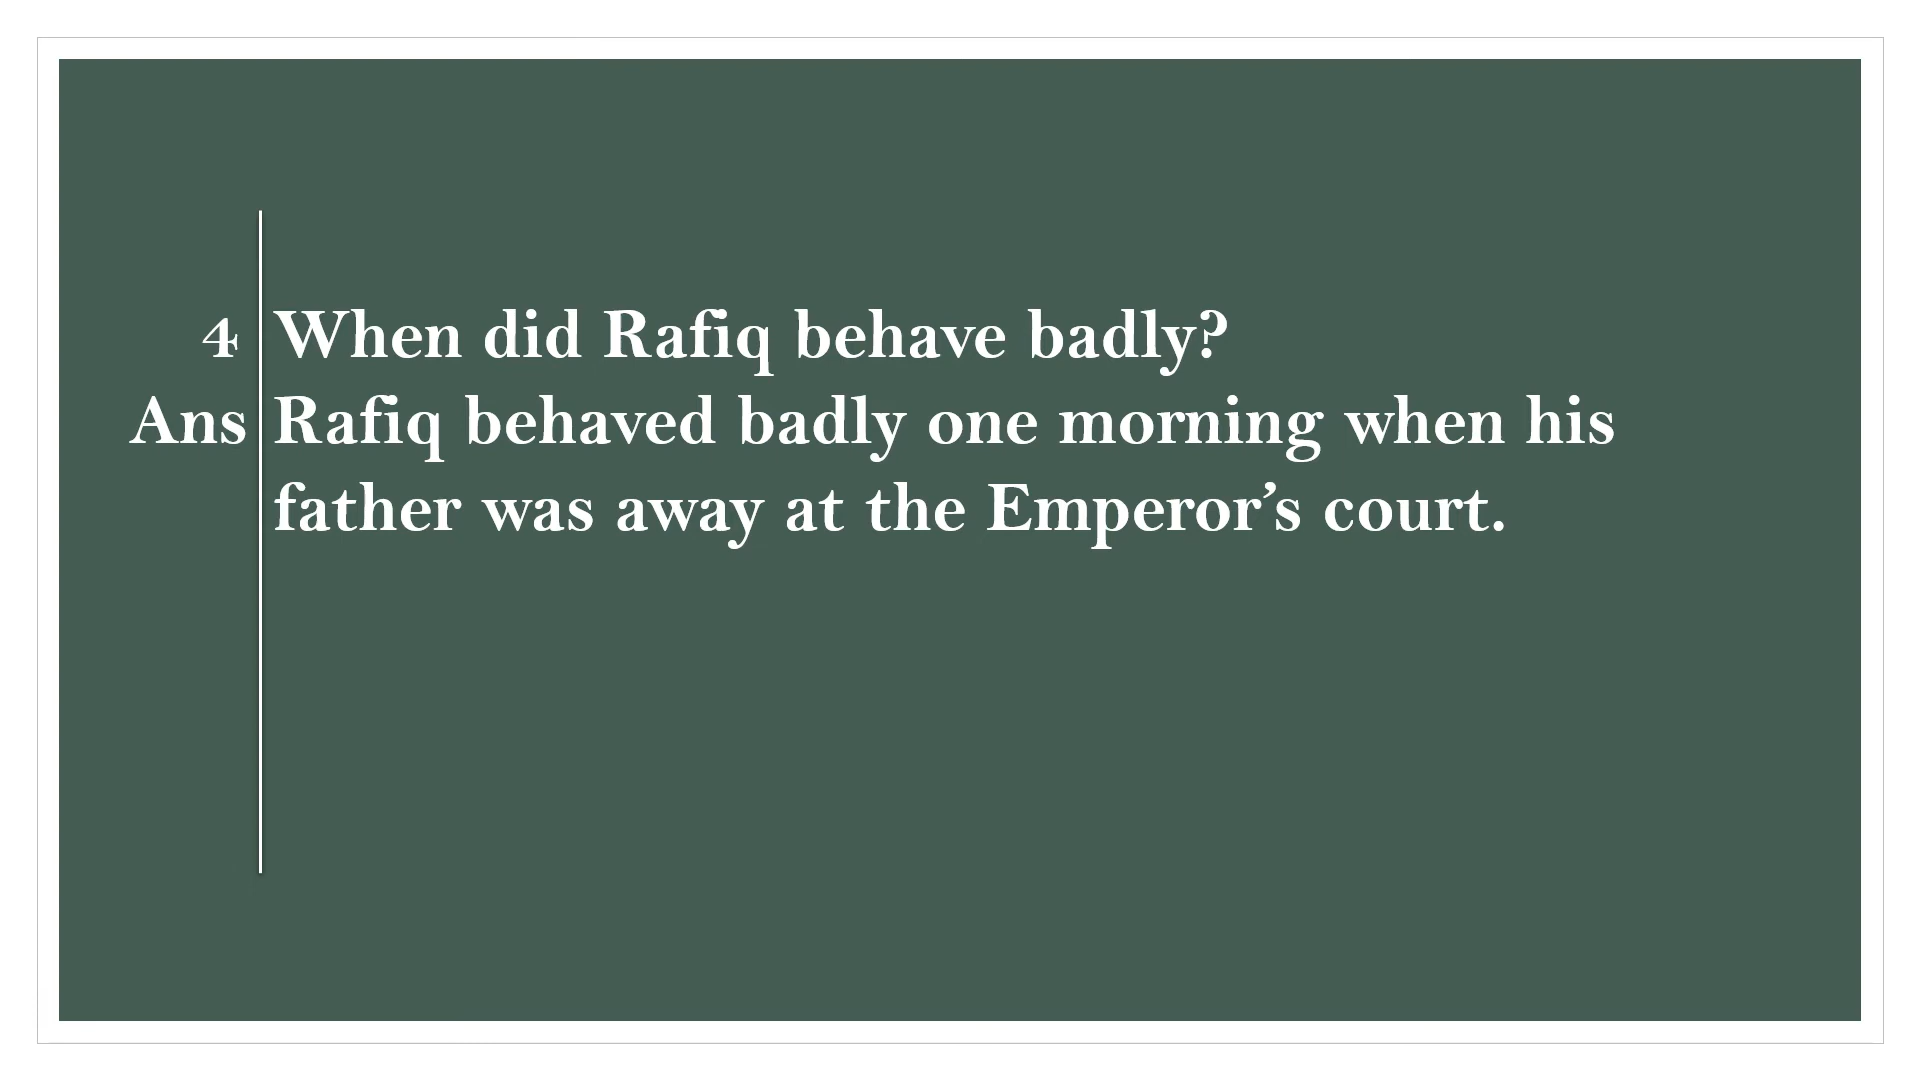 4 When did Rafiq behave badly?
Ans Rafiq behaved badly one morning when his
father was away at the Emperor’s court.